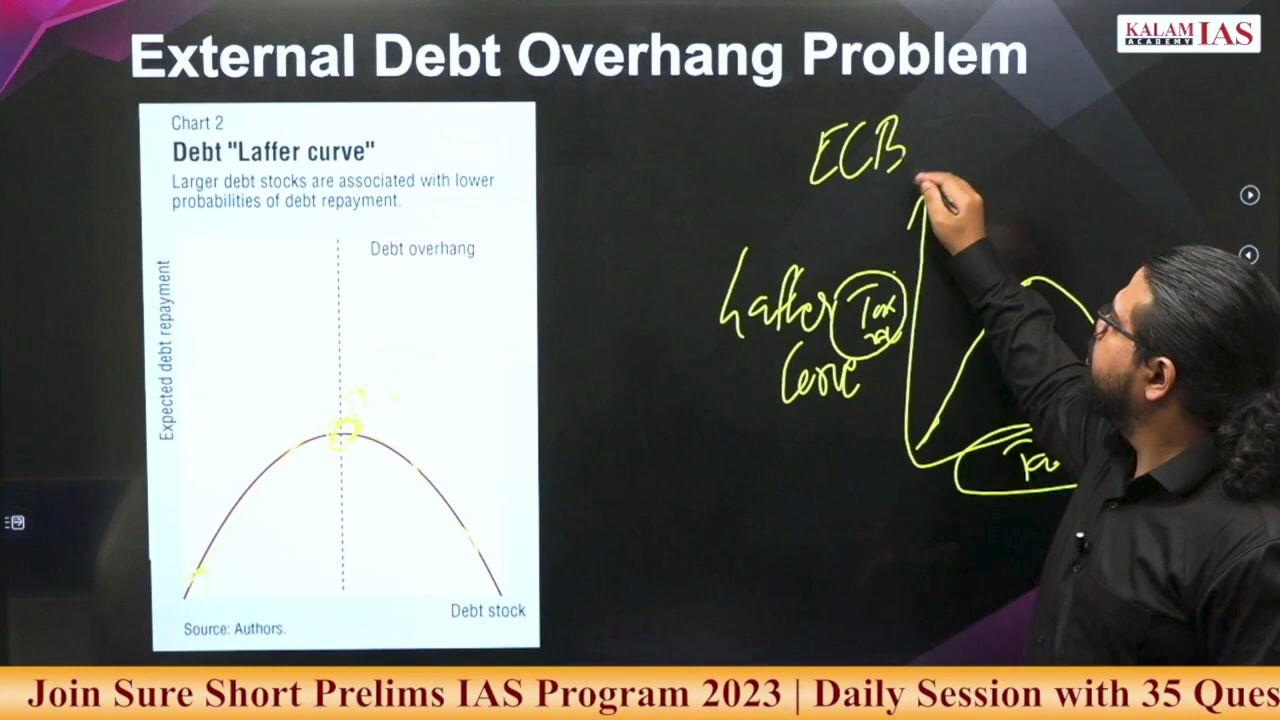 External Debt Overhang Problem
KALAM IAS
ACADEMY
Chart 2
Debt "Laffer curve"
Larger debt stocks are associated with lower
probabilities of debt repayment.
Debt overhang
Expected debt repayment
Debt stock
Source: Authors.
ECB
Laffer
Tax
Join Sure Short Prelims IAS Program 2023 | Daily Session with 35 Ques